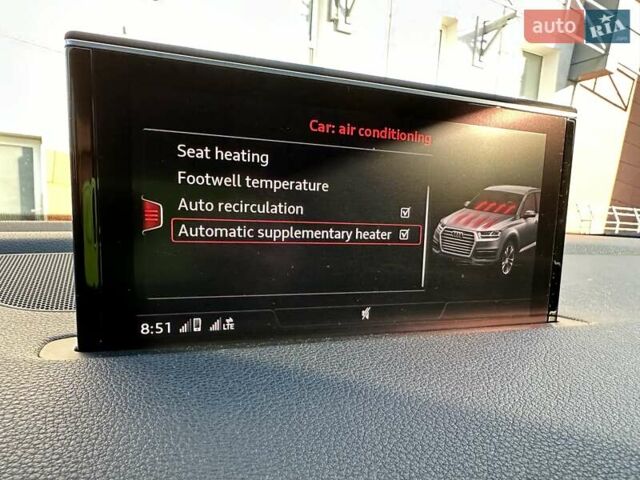 auto RIA
Car: air conditioning
Seat heating
Footwell temperature
Auto recirculation
Automatic supplementary heater
8:51 LTE